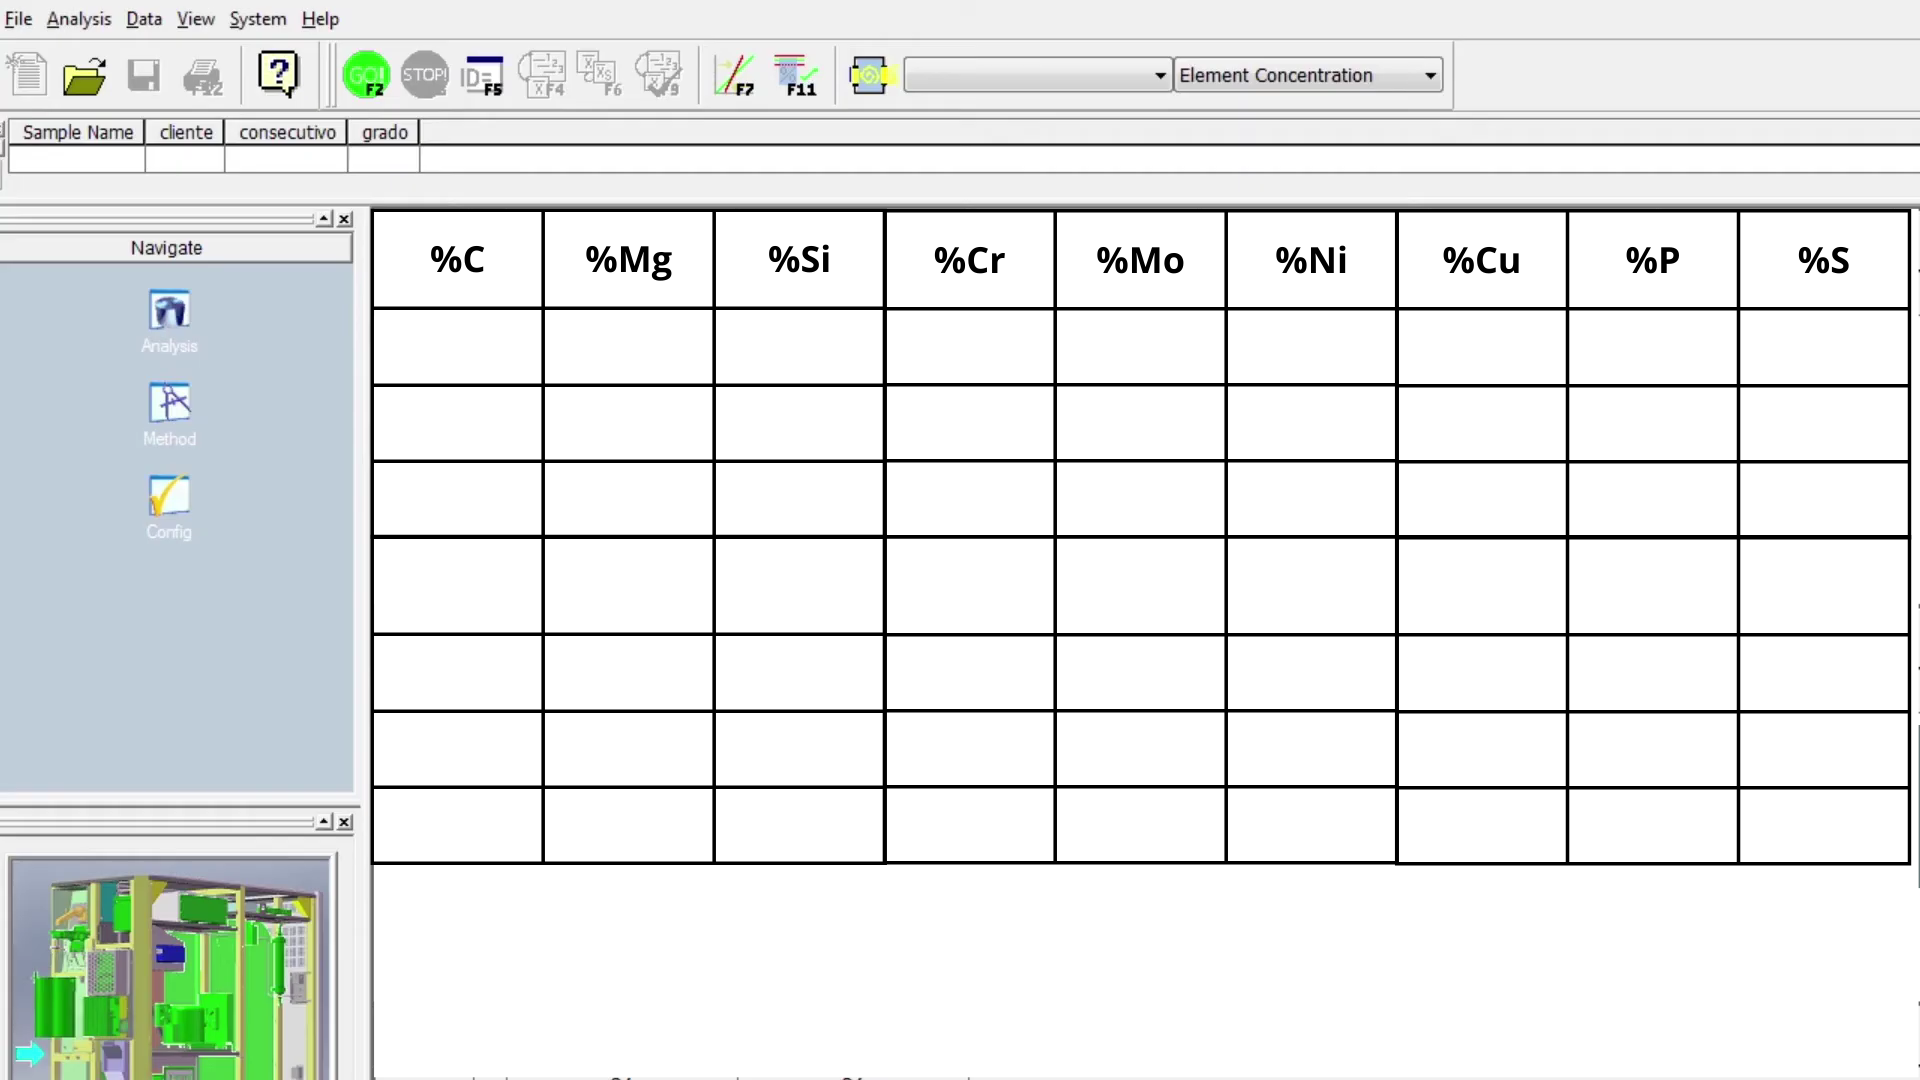 File Analysis Data View System Help
F12 ? GO! F2 STOP! ID= F5 F4 F6 F9 F7 F11 Element Concentration
Sample Name cliente consecutivo grado
Navigate
Analysis
Method
Config
%C %Mg %Si %Cr %Mo %Ni %Cu %P %S